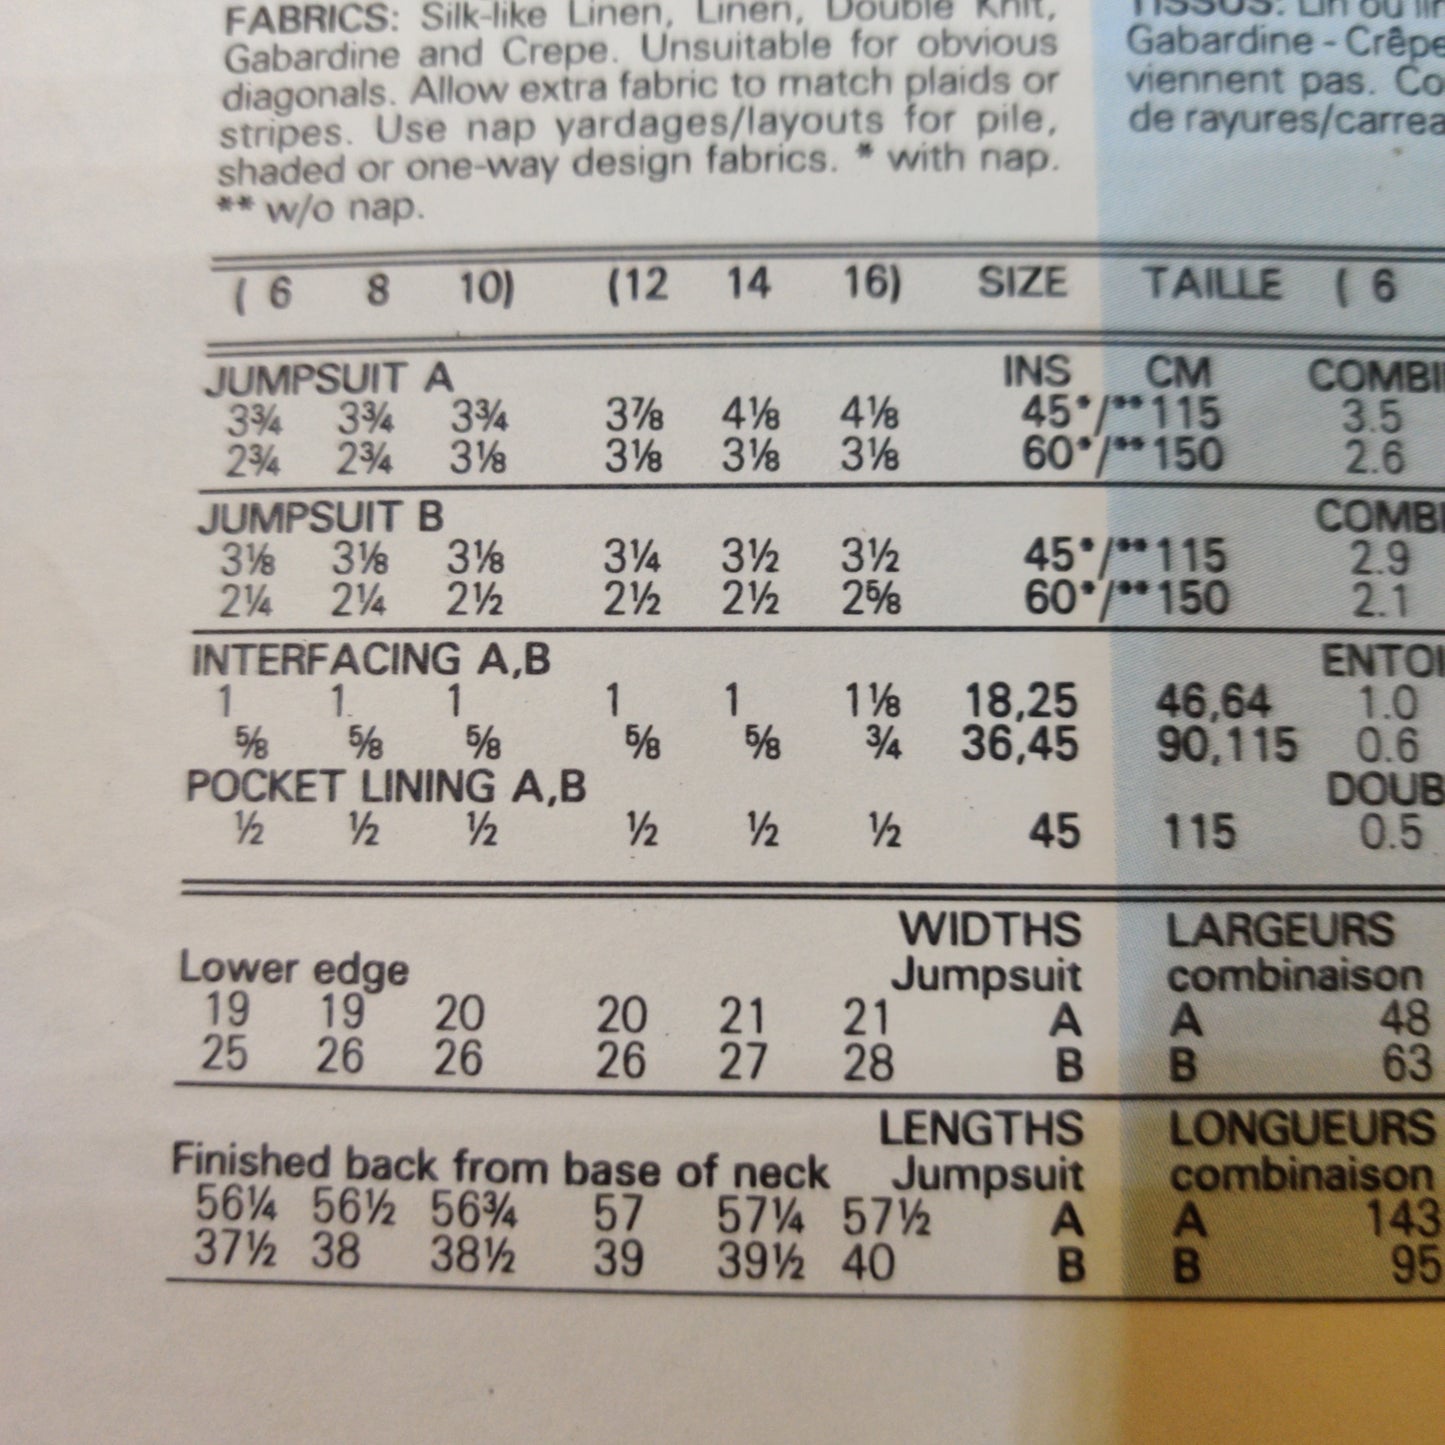 FABRICS: Silk-like Linen, Linen, Double Knit,
Gabardine and Crepe. Unsuitable for obvious
diagonals. Allow extra fabric to match plaids or
stripes. Use nap yardages/layouts for pile,
shaded or one-way design fabrics. * with nap.
** w/o nap.
TISSUS: Lin ou
Gabardine - Crêpe
viennent pas. Co
de rayures/carrea
( 6 8 10) (12 14 16) SIZE TAILLE ( 6
JUMPSUIT A INS CM COMBI
3¾ 3¾ 3¾ 3⅞ 4⅛ 4⅛ 45*/**115 3.5
2¾ 2¾ 3⅛ 3⅛ 3⅛ 3⅛ 60*/**150 2.6
JUMPSUIT B COMBI
3⅛ 3⅛ 3⅛ 3¼ 3½ 3½ 45*/**115 2.9
2¼ 2¼ 2½ 2½ 2½ 2⅝ 60*/**150 2.1
INTERFACING A,B ENTOI
1 1 1 1 1 1⅛ 18,25 46,64 1.0
⅝ ⅝ ⅝ ⅝ ⅝ ¾ 36,45 90,115 0.6
POCKET LINING A,B DOUB
½ ½ ½ ½ ½ ½ 45 115 0.5
WIDTHS LARGEURS
Lower edge Jumpsuit combinaison
19 19 20 20 21 21 A A 48
25 26 26 26 27 28 B B 63
LENGTHS LONGUEURS
Finished back from base of neck Jumpsuit combinaison
56¼ 56½ 56¾ 57 57¼ 57½ A A 143
37½ 38 38½ 39 39½ 40 B B 95